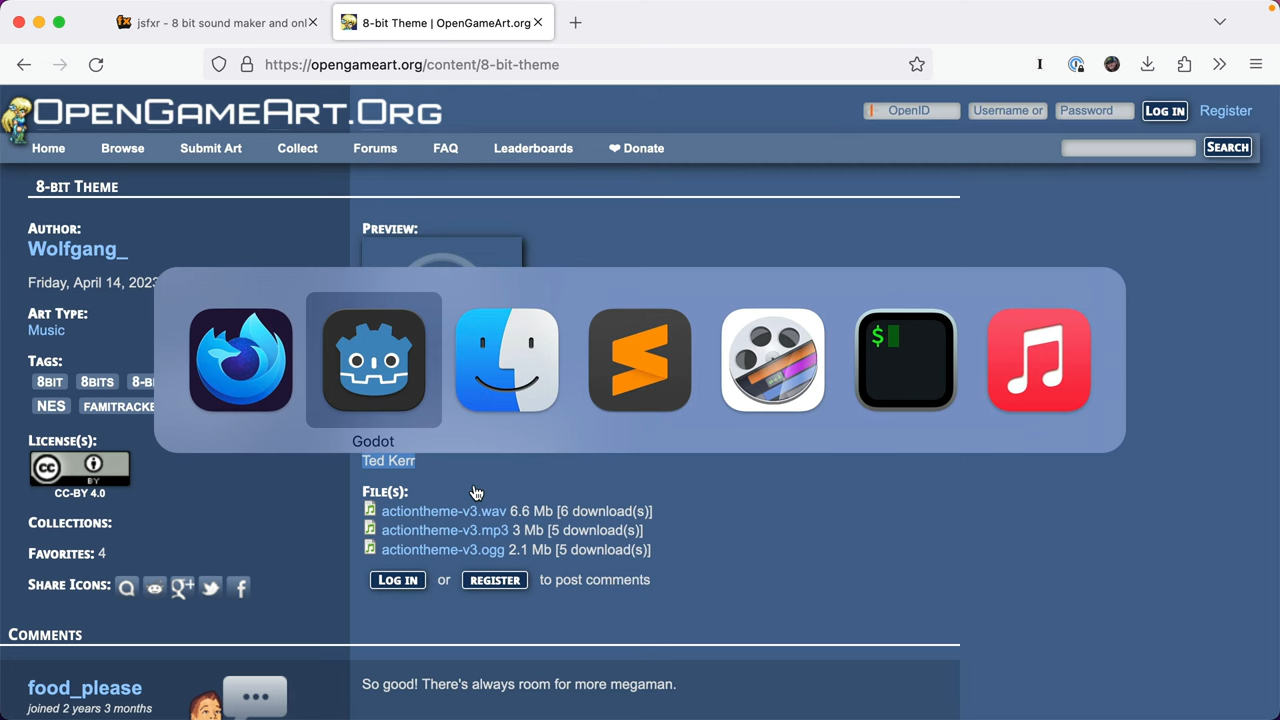 jsfxr - 8 bit sound maker and onl
8-bit Theme | OpenGameArt.org
https://opengameart.org/content/8-bit-theme
OpenGameArt.Org
OpenID
Username or
Password
Log in
Register
Home
Browse
Submit Art
Collect
Forums
FAQ
Leaderboards
❤ Donate
Search
8-bit Theme
Author:
Wolfgang_
Friday, April 14, 2023
Art Type:
Music
Tags:
8BIT
8BITS
8-B
NES
FAMITRACKE
License(s):
CC-BY 4.0
Collections:
Favorites: 4
Share Icons:
Preview:
$
Godot
Ted Kerr
File(s):
actiontheme-v3.wav 6.6 Mb [6 download(s)]
actiontheme-v3.mp3 3 Mb [5 download(s)]
actiontheme-v3.ogg 2.1 Mb [5 download(s)]
Log in or register to post comments
Comments
food_please
joined 2 years 3 months
So good! There's always room for more megaman.